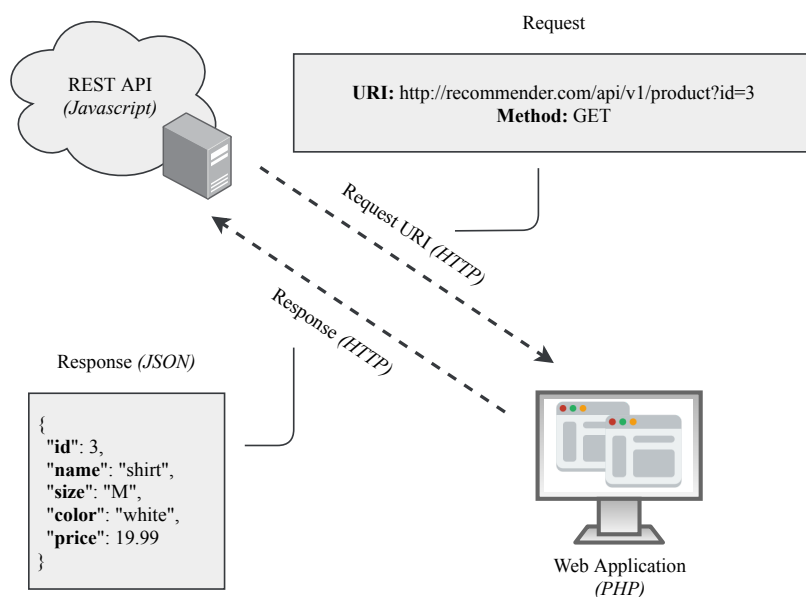 Request
REST API
(Javascript)
URI: http://recommender.com/api/v1/product?id=3
Method: GET
Request URI (HTTP)
Response (HTTP)
Response (JSON)
{
"id": 3,
"name": "shirt",
"size": "M",
"color": "white",
"price": 19.99
}
Web Application
(PHP)